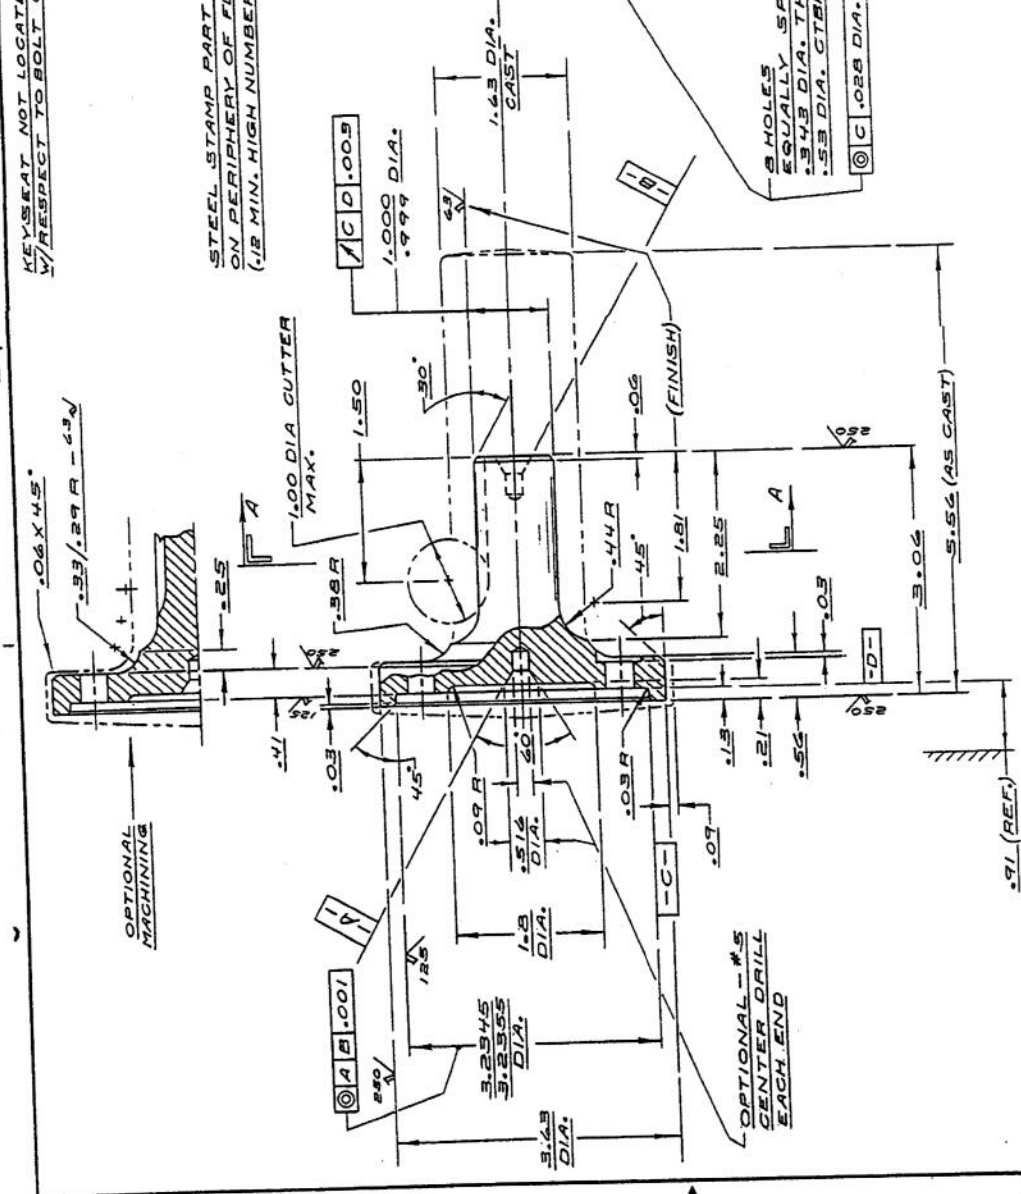 KEYSEAT NOT LOCATE
W/RESPECT TO BOLT
STEEL STAMP PART
ON PERIPHERY OF
(.12 MIN. HIGH NUMBER
.06 X 45°
.33/.29 R - 63
.25
A
1.00 DIA CUTTER
MAX.
C D .003
1.000 DIA.
.999
1.63 DIA.
CAST
63
-B-
8 HOLES
EQUALLY
.343 DIA.
.53 DIA.
C .028 DIA.
OPTIONAL
MACHINING
.41
.03
45°
125
250
.38 R
1.50
30°
.06
(FINISH)
.44 R
45°
1.81
2.25
A
250
3.06
5.56 (AS CAST)
.03
-D-
250
.13
.21
.56
.91 (REF.)
.09 R
60°
.516
DIA.
.03 R
.09
-C-
-A-
A B .001
250
125
1.8
DIA.
3.2345
3.2355
DIA.
3.63
DIA.
OPTIONAL - #5
CENTER DRILL
EACH END